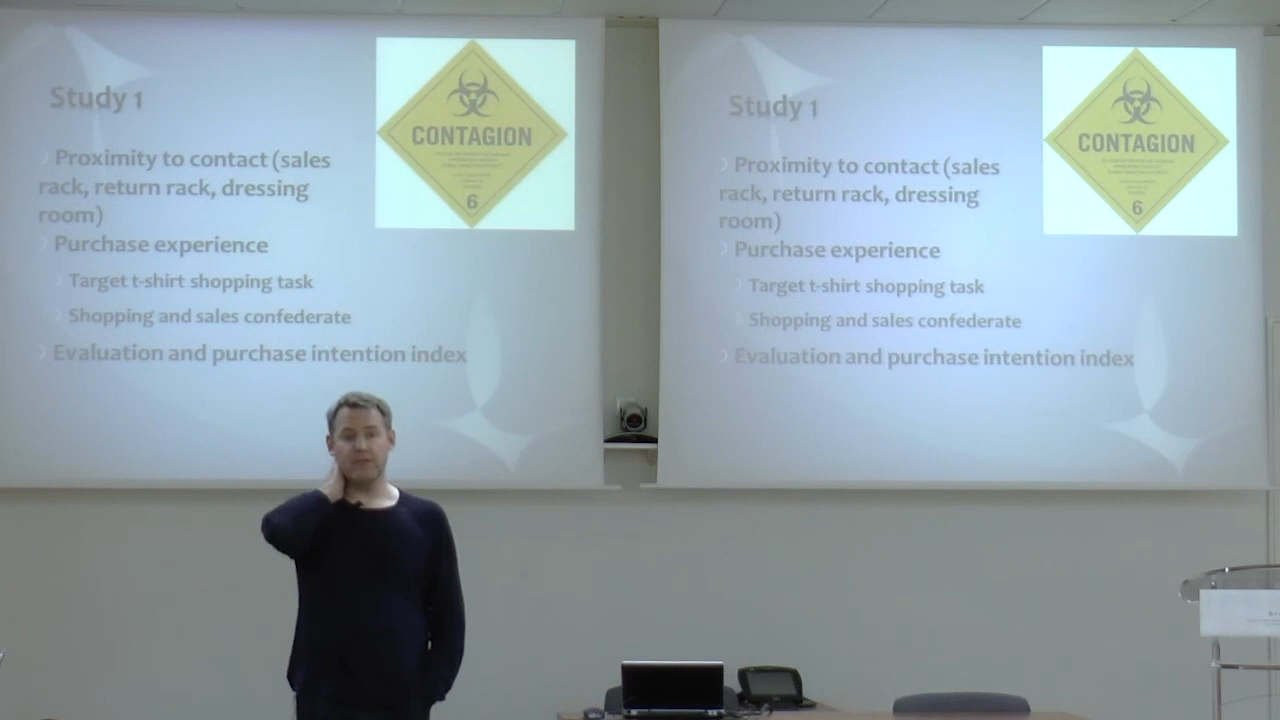 Study 1
Proximity to contact (sales
rack, return rack, dressing
room)
Purchase experience
Target t-shirt shopping task
Shopping and sales confederate
Evaluation and purchase intention index
CONTAGION
6
Study 1
Proximity to contact (sales
rack, return rack, dressing
room)
Purchase experience
Target t-shirt shopping task
Shopping and sales confederate
Evaluation and purchase intention index
CONTAGION
6